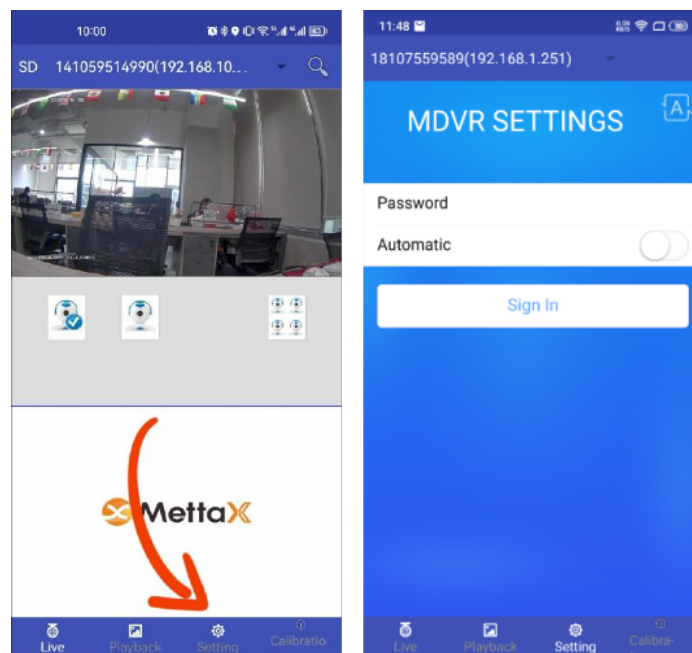 10:00
SD 141059514990(192.168.10...
MettaX
Live Playback Setting Calibratio
11:48
18107559589(192.168.1.251)
MDVR SETTINGS
A
Password
Automatic
Sign In
Live Playback Setting Calibra-